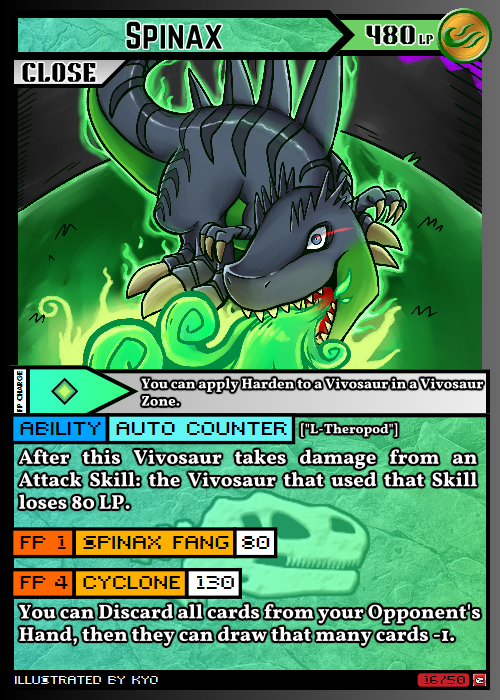 SPINAX
480 LP
CLOSE
FP CHARGE
You can apply Harden to a Vivosaur in a Vivosaur
Zone.
ABILITY AUTO COUNTER ["L-Theropod"]
After this Vivosaur takes damage from an
Attack Skill: the Vivosaur that used that Skill
loses 80 LP.
FP 1 SPINAX FANG 80
FP 4 CYCLONE 130
You can Discard all cards from your Opponent's
Hand, then they can draw that many cards -1.
ILLUSTRATED BY KYO
16/50